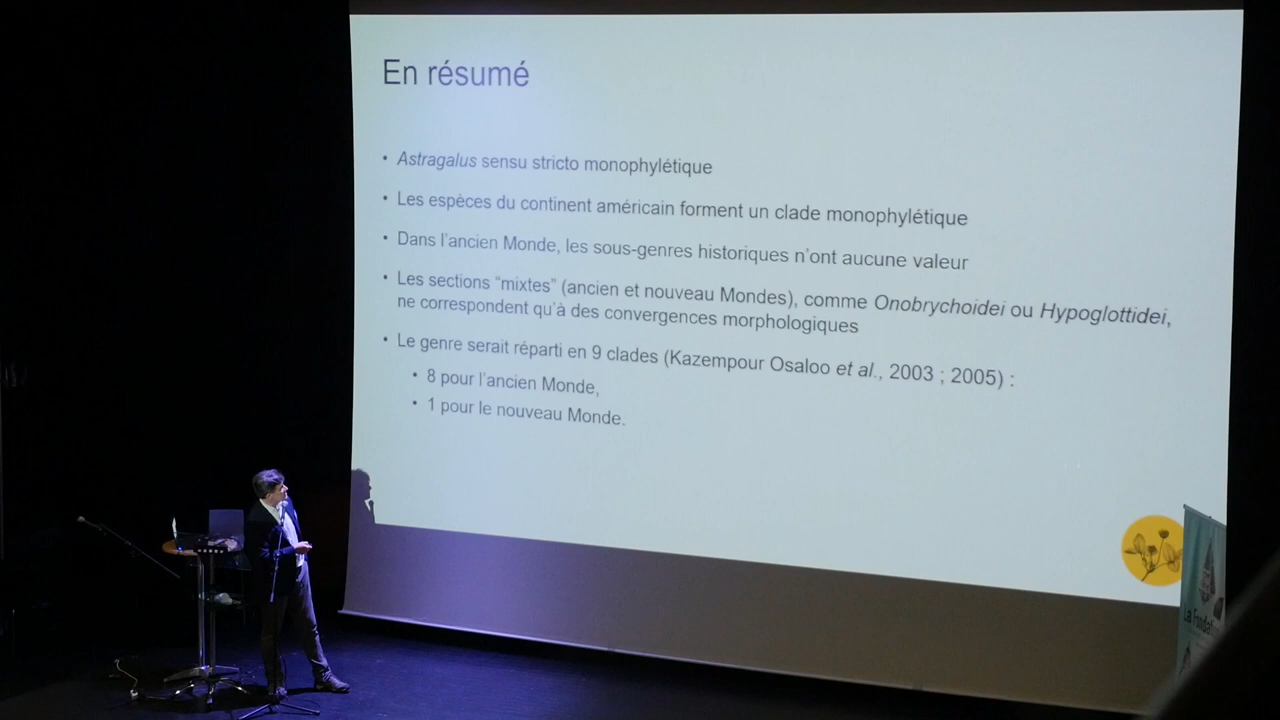 En résumé
• Astragalus sensu stricto monophylétique
• Les espèces du continent américain forment un clade monophylétique
• Dans l'ancien Monde, les sous-genres historiques n'ont aucune valeur
• Les sections “mixtes” (ancien et nouveau Mondes), comme Onobrychoidei ou Hypoglottidei,
ne correspondent qu'à des convergences morphologiques
• Le genre serait réparti en 9 clades (Kazempour Osaloo et al., 2003 ; 2005) :
• 8 pour l'ancien Monde,
• 1 pour le nouveau Monde.
La